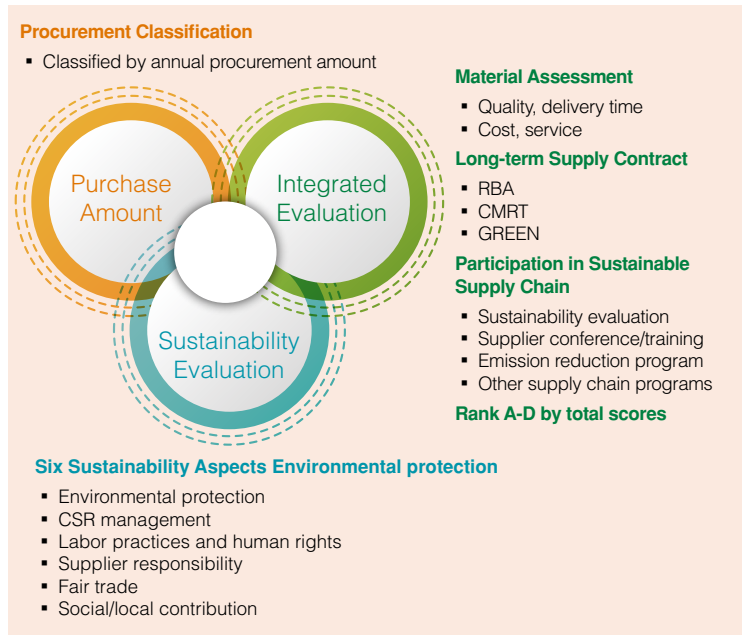 Procurement Classification
▪ Classified by annual procurement amount
Purchase
Amount
Integrated
Evaluation
Sustainability
Evaluation
Material Assessment
▪ Quality, delivery time
▪ Cost, service
Long-term Supply Contract
▪ RBA
▪ CMRT
▪ GREEN
Participation in Sustainable
Supply Chain
▪ Sustainability evaluation
▪ Supplier conference/training
▪ Emission reduction program
▪ Other supply chain programs
Rank A-D by total scores
Six Sustainability Aspects Environmental protection
▪ Environmental protection
▪ CSR management
▪ Labor practices and human rights
▪ Supplier responsibility
▪ Fair trade
▪ Social/local contribution